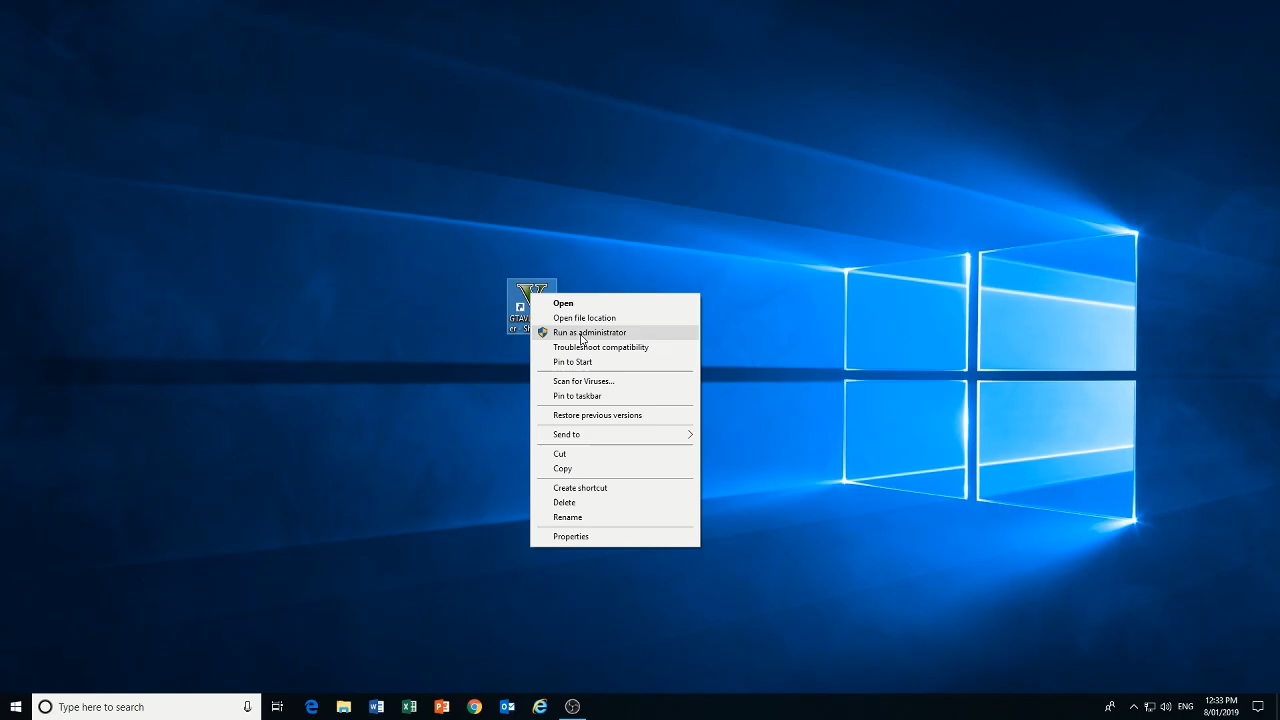 GTAV
er - S
Open
Open file location
Run as administrator
Troubleshoot compatibility
Pin to Start
Scan for Viruses...
Pin to taskbar
Restore previous versions
Send to
Cut
Copy
Create shortcut
Delete
Rename
Properties
Type here to search
ENG
12:33 PM
8/01/2019